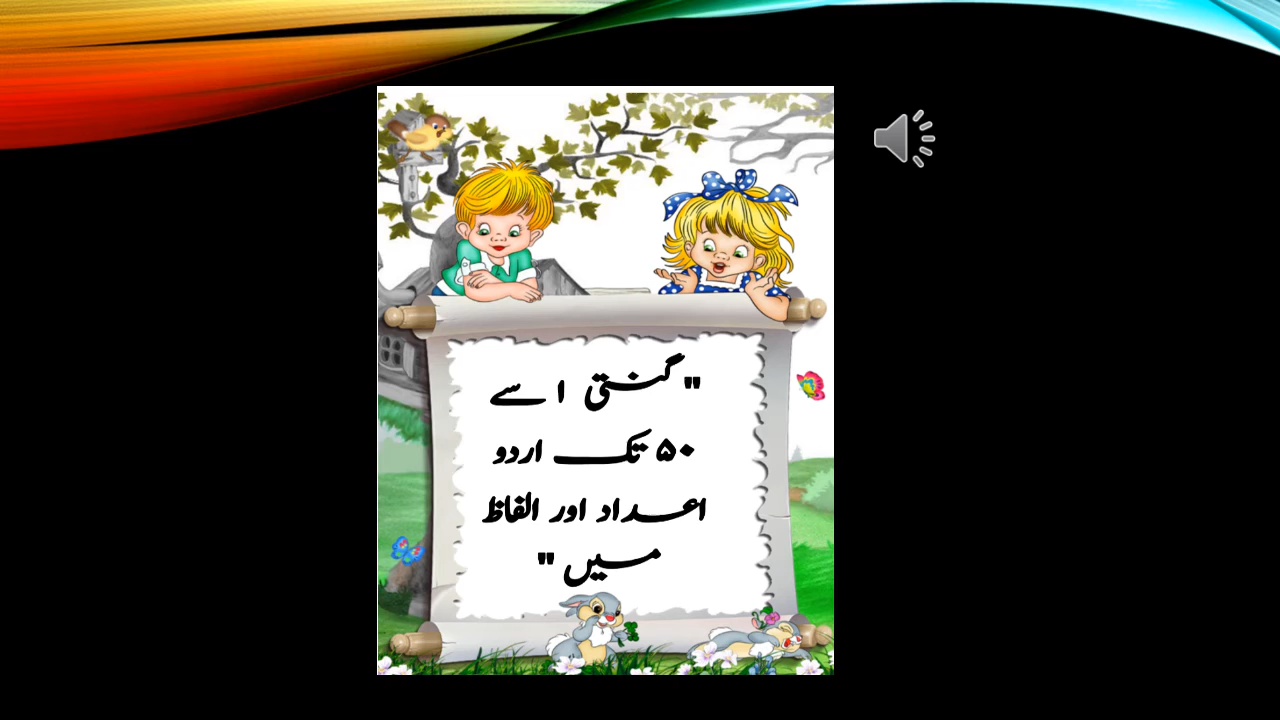 " گنتی ۱ سے
۵۰ تک اردو
اعداد اور الفاظ
میں "